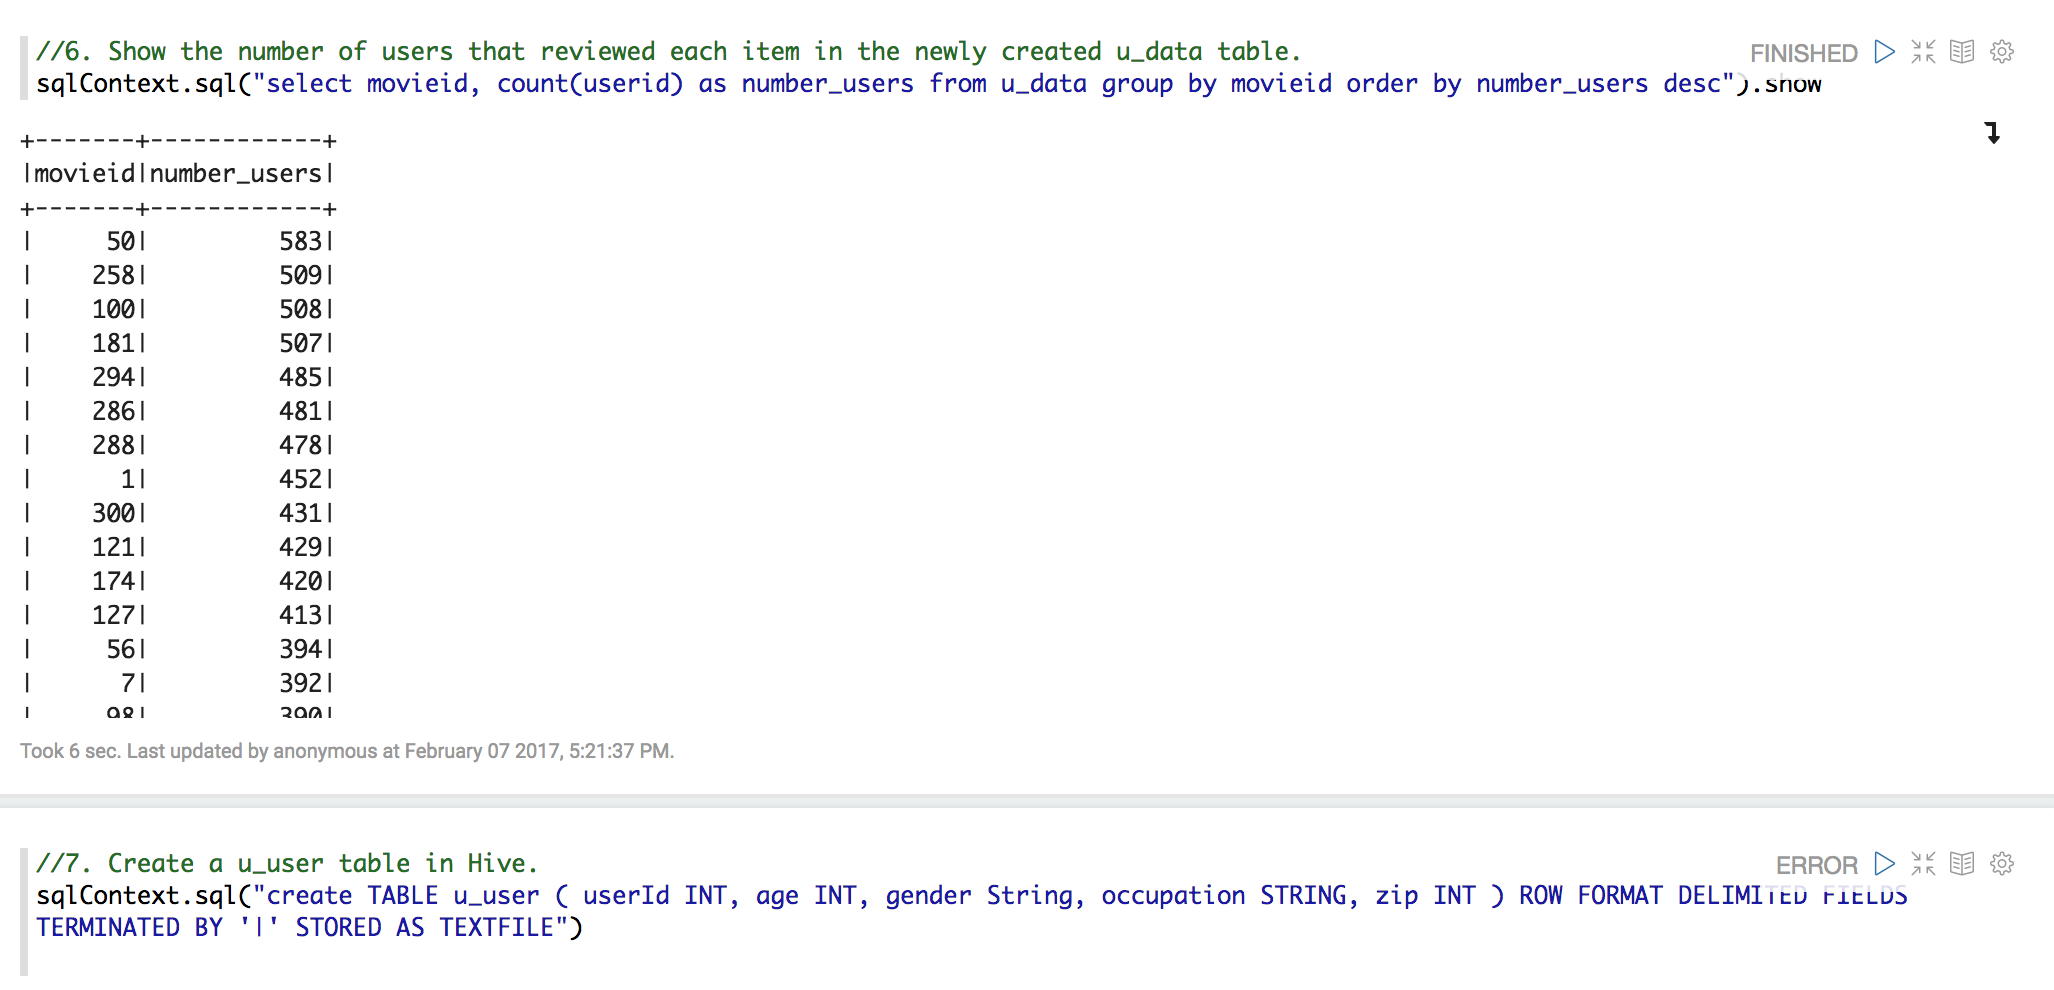 //6. Show the number of users that reviewed each item in the newly created u_data table.
FINISHED
sqlContext.sql("select movieid, count(userid) as number_users from u_data group by movieid order by number_users desc").show
+-------+------------+
|movieid|number_users|
+-------+------------+
|     50|         583|
|    258|         509|
|    100|         508|
|    181|         507|
|    294|         485|
|    286|         481|
|    288|         478|
|      1|         452|
|    300|         431|
|    121|         429|
|    174|         420|
|    127|         413|
|     56|         394|
|      7|         392|
|     98|         390|
Took 6 sec. Last updated by anonymous at February 07 2017, 5:21:37 PM.
//7. Create a u_user table in Hive.
ERROR
sqlContext.sql("create TABLE u_user ( userId INT, age INT, gender String, occupation STRING, zip INT ) ROW FORMAT DELIMITED FIELDS
TERMINATED BY '|' STORED AS TEXTFILE")